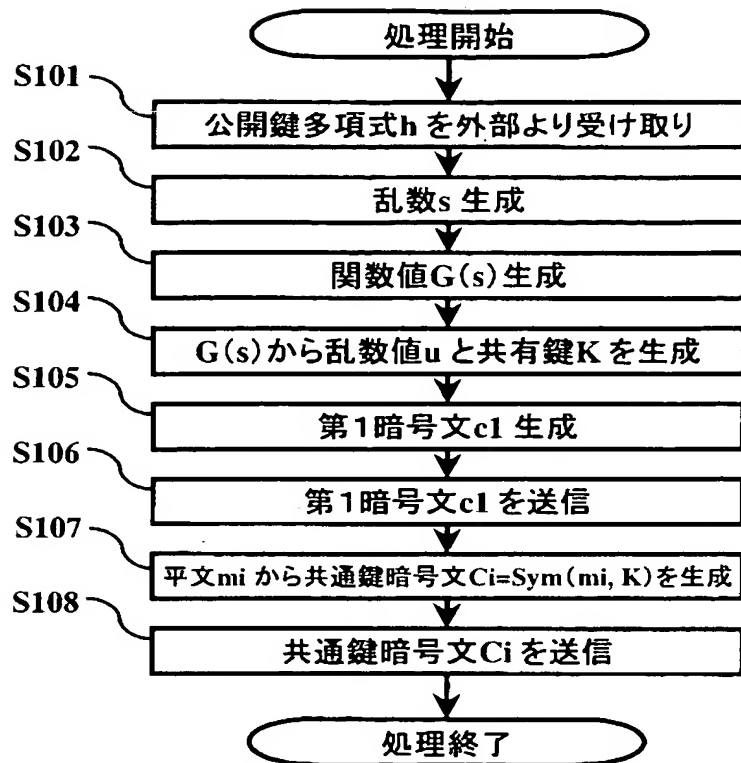 処理開始
S101
公開鍵多項式h を外部より受け取り
S102
乱数s 生成
S103
関数値G(s)生成
S104
G(s)から乱数値u と共有鍵K を生成
S105
第1暗号文c1 生成
S106
第1暗号文c1 を送信
S107
平文mi から共通鍵暗号文Ci=Sym(mi, K)を生成
S108
共通鍵暗号文Ci を送信
処理終了